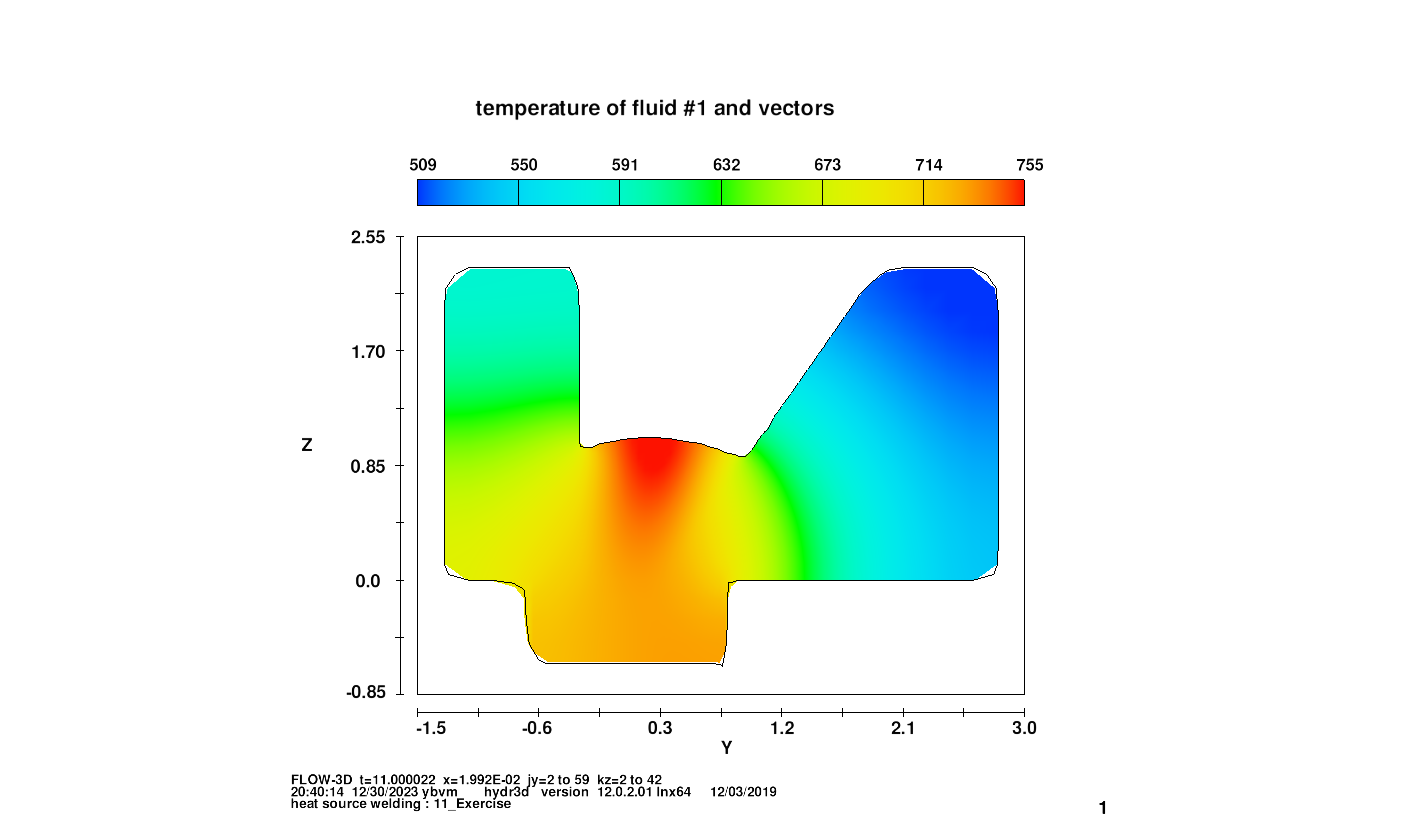 temperature of fluid #1 and vectors
509 550 591 632 673 714 755
2.55
1.70
Z
0.85
0.0
-0.85
-1.5 -0.6 0.3 1.2 2.1 3.0
Y
FLOW-3D t=11.000022 x=1.992E-02 jy=2 to 59 kz=2 to 42
20:40:14 12/30/2023 ybvm hydr3d version 12.0.2.01 lnx64 12/03/2019
heat source welding : 11_Exercise
1